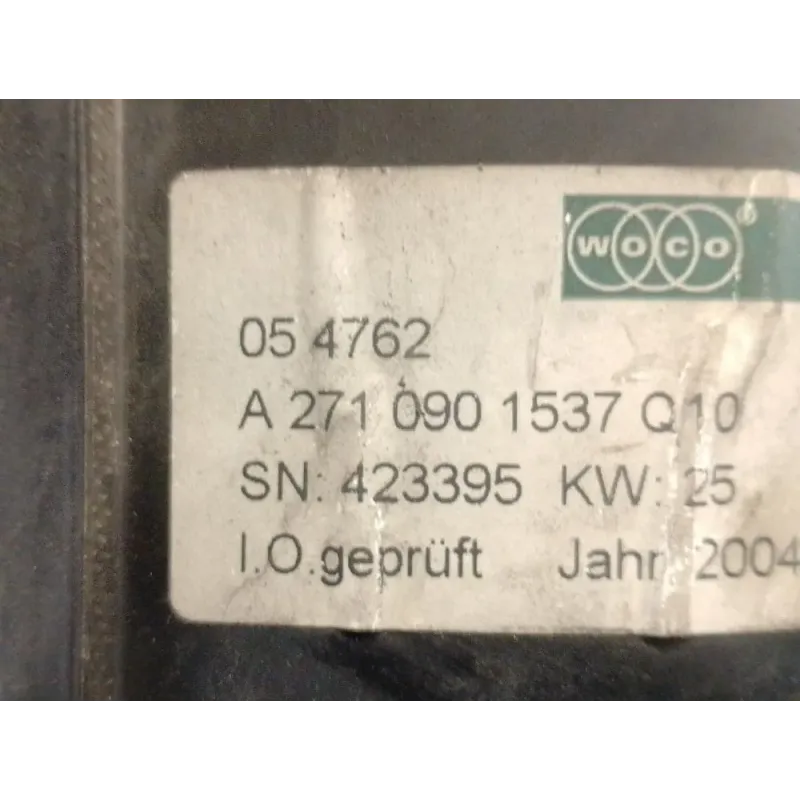 WOCO®
05 4762
A 271 090 1537 Q10
SN: 423395 KW: 25
I.O.geprüft Jahr: 2004